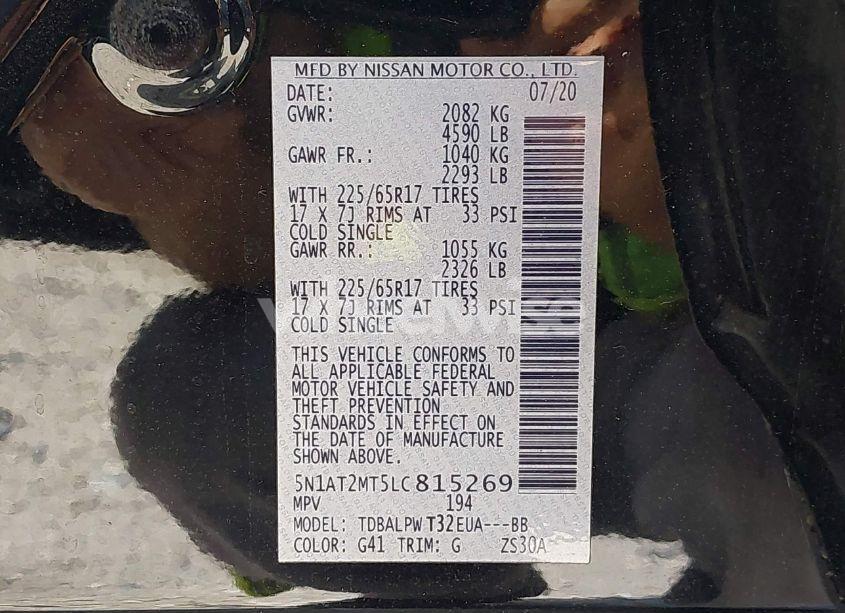 MFD BY NISSAN MOTOR CO., LTD.
DATE: 07/20
GVWR: 2082 KG
4590 LB
GAWR FR.: 1040 KG
2293 LB
WITH 225/65R17 TIRES
17 X 7J RIMS AT 33 PSI
COLD SINGLE
GAWR RR.: 1055 KG
2326 LB
WITH 225/65R17 TIRES
17 X 7J RIMS AT 33 PSI
COLD SINGLE
THIS VEHICLE CONFORMS TO
ALL APPLICABLE FEDERAL
MOTOR VEHICLE SAFETY AND
THEFT PREVENTION
STANDARDS IN EFFECT ON
THE DATE OF MANUFACTURE
SHOWN ABOVE.
5N1AT2MT5LC815269
MPV 194
MODEL: TDBALPWT32EUA---BB
COLOR: G41 TRIM: G ZS30A